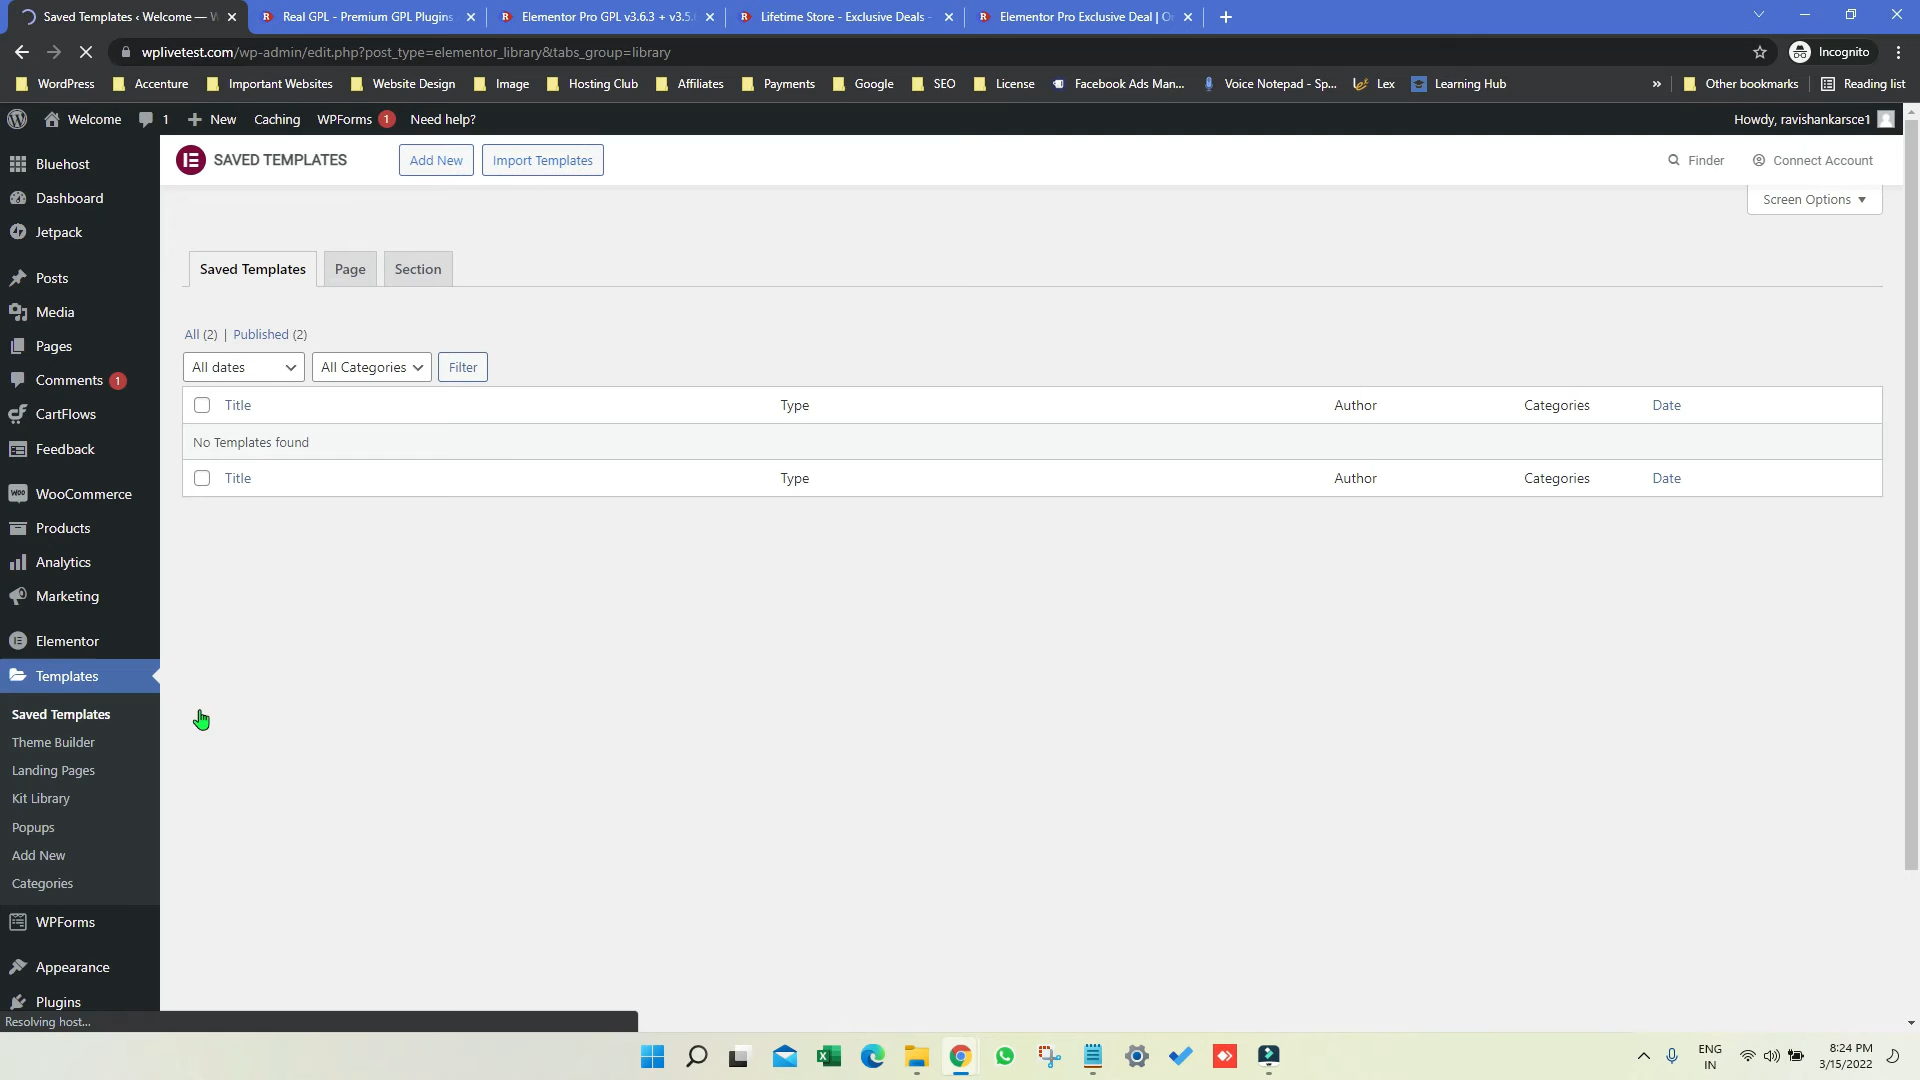 Saved Templates ‹ Welcome — W
Real GPL - Premium GPL Plugins
Elementor Pro GPL v3.6.3 + v3.5.
Lifetime Store - Exclusive Deals -
Elementor Pro Exclusive Deal | O
wplivetest.com/wp-admin/edit.php?post_type=elementor_library&tabs_group=library
Incognito
WordPress
Accenture
Important Websites
Website Design
Image
Hosting Club
Affiliates
Payments
Google
SEO
License
Facebook Ads Man...
Voice Notepad - Sp...
Lex
Learning Hub
»
Other bookmarks
Reading list
Welcome
1
New
Caching
WPForms 1
Need help?
Howdy, ravishankarsce1
Bluehost
Dashboard
Jetpack
Posts
Media
Pages
Comments 1
CartFlows
Feedback
WooCommerce
Products
Analytics
Marketing
Elementor
Templates
Saved Templates
Theme Builder
Landing Pages
Kit Library
Popups
Add New
Categories
WPForms
Appearance
Plugins
Resolving host...
SAVED TEMPLATES
Add New
Import Templates
Finder
Connect Account
Screen Options
Saved Templates
Page
Section
All (2) | Published (2)
All dates
All Categories
Filter
Title Type Author Categories Date
No Templates found
Title Type Author Categories Date
ENG
IN
8:24 PM
3/15/2022